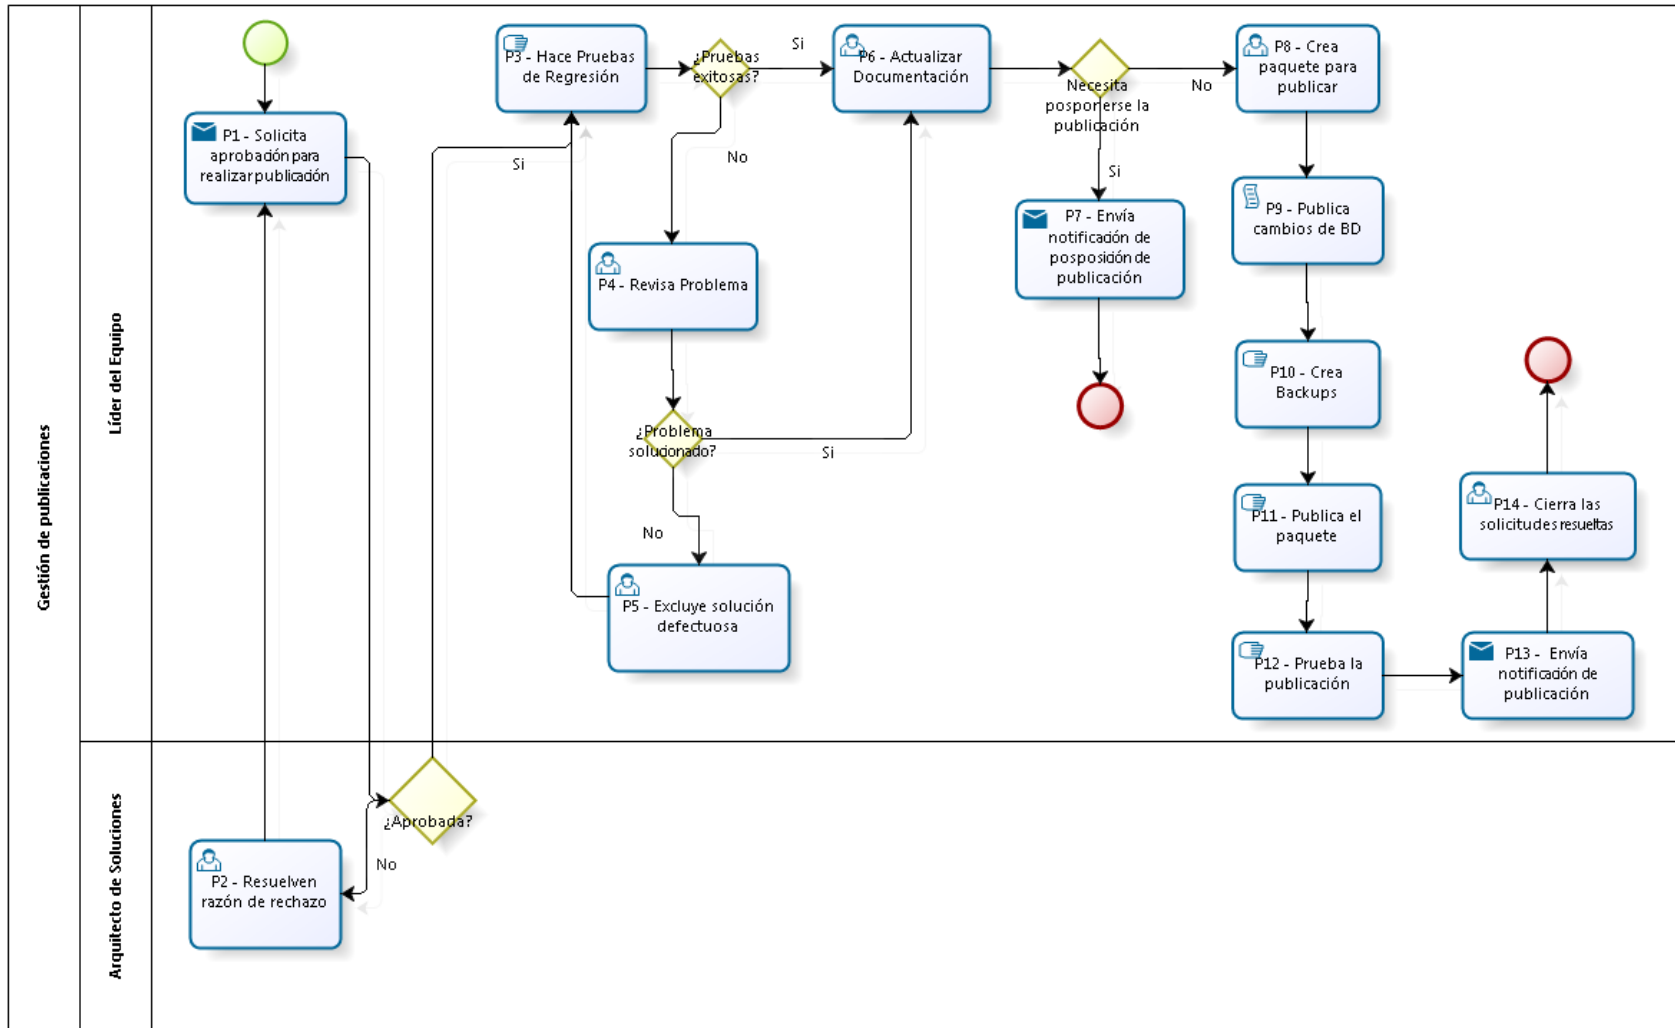 Gestión de publicaciones
Líder del Equipo
P1 - Solicita
aprobación para
realizar publicación
P3 - Hace Pruebas
de Regresión
¿Pruebas
exitosas?
Si
No
P6 - Actualizar
Documentación
Necesita
posponerse la
publicación
No
Si
P8 - Crea
paquete para
publicar
Si
P4 - Revisa Problema
P7 - Envía
notificación de
posposición de
publicación
P9 - Publica
cambios de BD
P10 - Crea
Backups
¿Problema
solucionado?
Si
No
P11 - Publica el
paquete
P14 - Cierra las
solicitudes resueltas
P5 - Excluye solución
defectuosa
P12 - Prueba la
publicación
P13 - Envía
notificación de
publicación
Arquitecto de Soluciones
¿Aprobada?
No
P2 - Resuelven
razón de rechazo